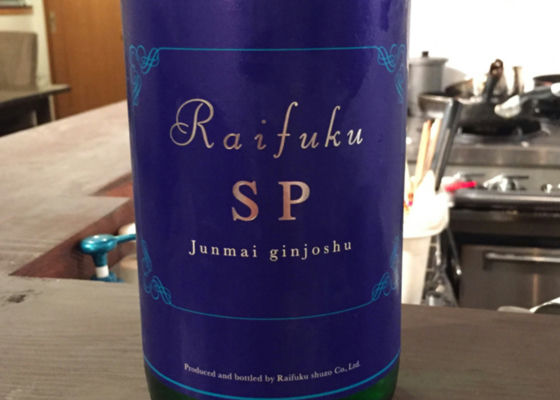 Raifuku
SP
Junmai ginjoshu
Produced and bottled by Raifuku shuzo Co., Ltd.